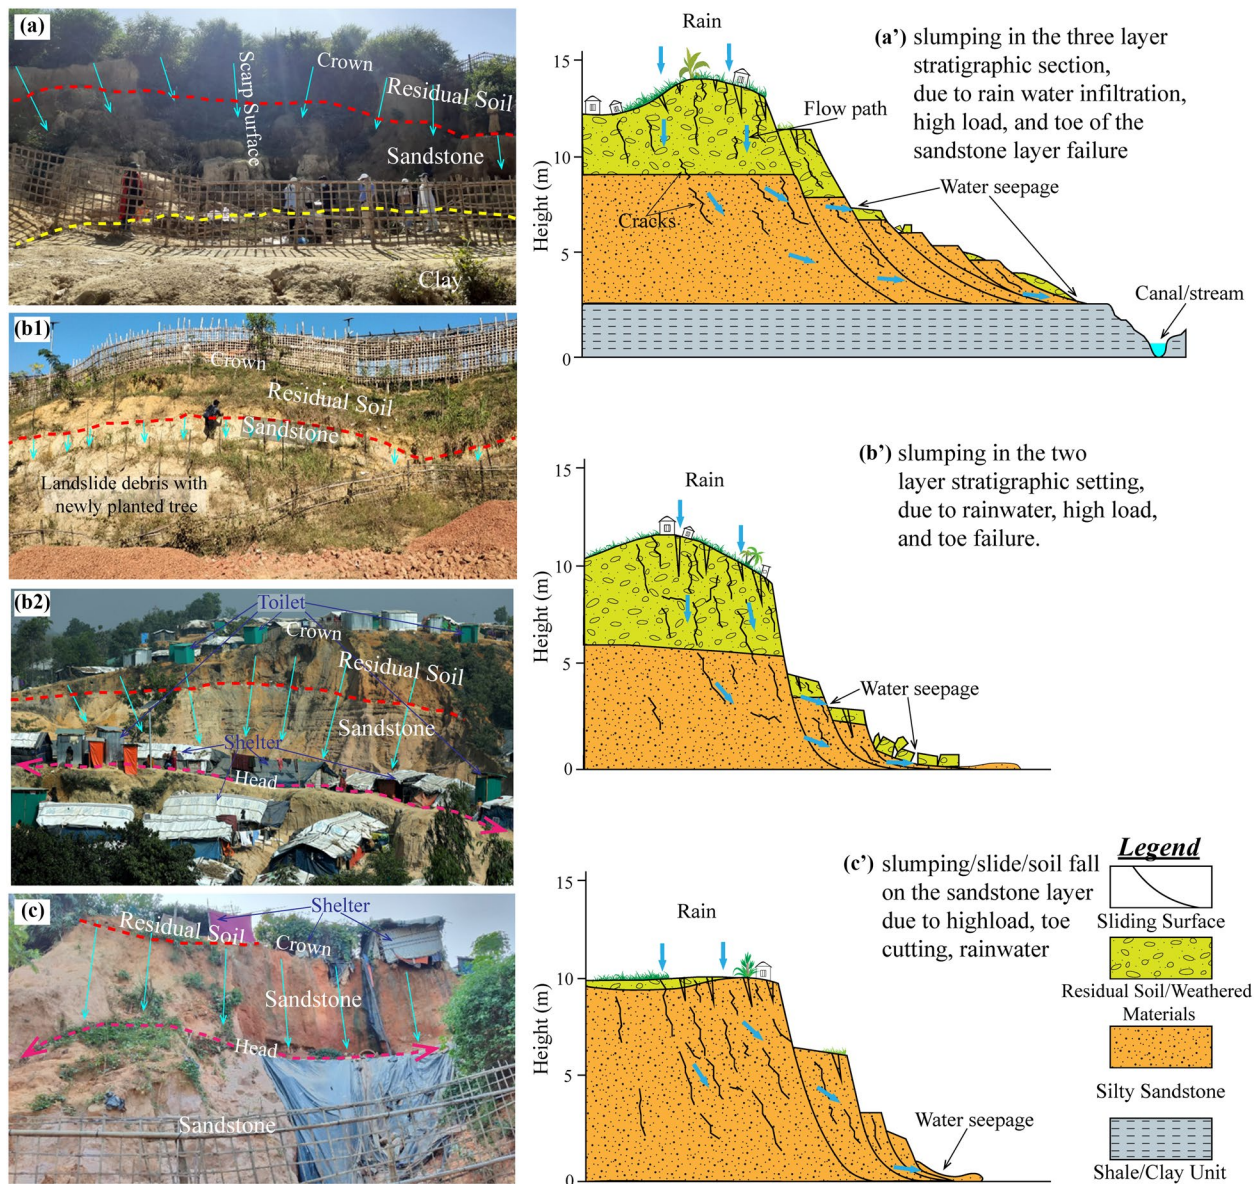 (a)
Crown
Scarp Surface
Residual Soil
Sandstone
Clay
(b1)
Crown
Residual Soil
Sandstone
Landslide debris with
newly planted tree
(b2)
Toilet
Crown
Residual Soil
Sandstone
Shelter
Head
(c)
Shelter
Residual Soil
Crown
Sandstone
Head
Sandstone
Rain
(a’) slumping in the three layer
stratigraphic section,
due to rain water infiltration,
high load, and toe of the
sandstone layer failure
15
Flow path
10
Water seepage
Cracks
Height (m)
5
Canal/stream
0
(b’) slumping in the two
layer stratigraphic setting,
due to rainwater, high load,
and toe failure.
15
Rain
10
Height (m)
5
Water seepage
0
(c’) slumping/slide/soil fall
on the sandstone layer
due to highload, toe
cutting, rainwater
15
Rain
10
Height (m)
5
Water seepage
0
Legend
Sliding Surface
Residual Soil/Weathered
Materials
Silty Sandstone
Shale/Clay Unit